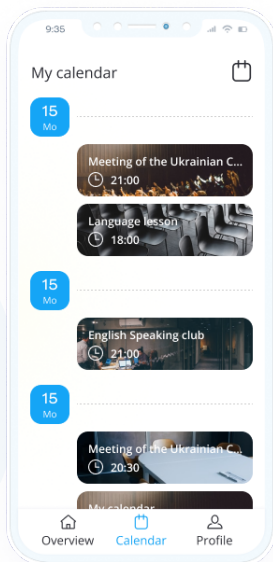 9:35
My calendar
15
Mo
Meeting of the Ukrainian C...
21:00
Language lesson
18:00
15
Mo
English Speaking club
21:00
15
Mo
Meeting of the Ukrainian C...
20:30
My calendar
Overview
Calendar
Profile